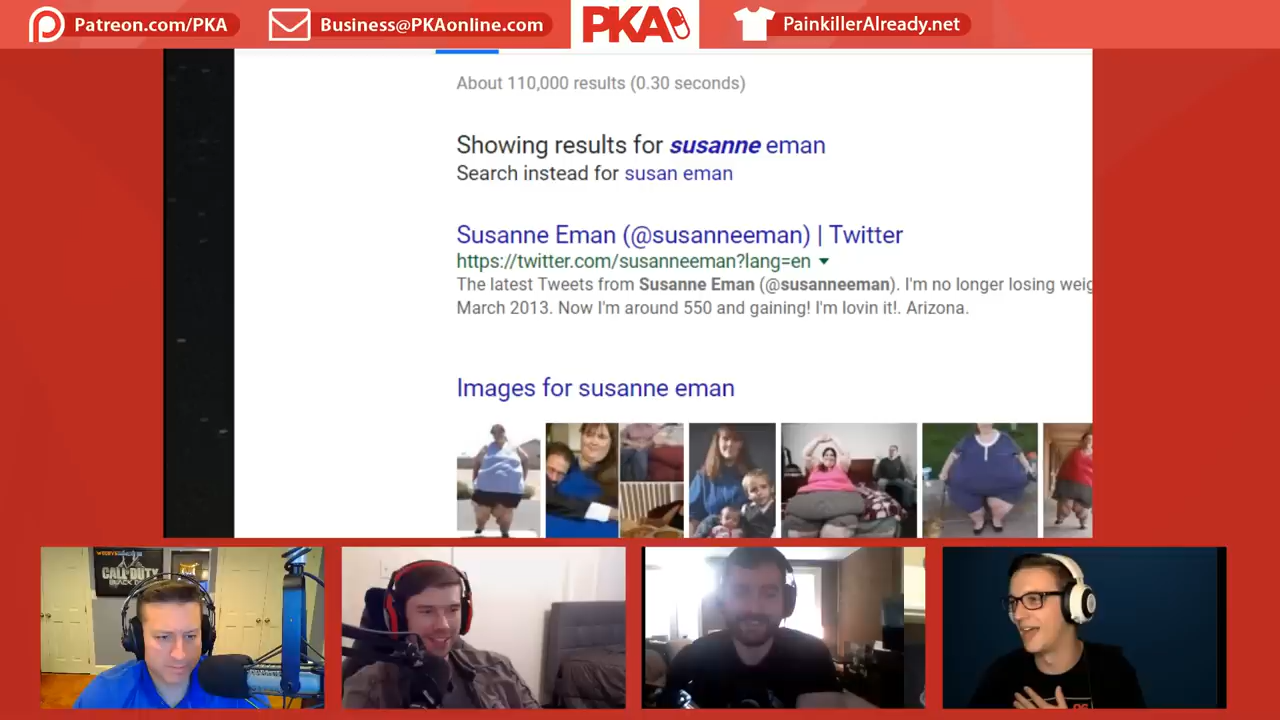 Patreon.com/PKA
Business@PKAonline.com
PKA
PainkillerAlready.net
About 110,000 results (0.30 seconds)
Showing results for susanne eman
Search instead for susan eman
Susanne Eman (@susanneeman) | Twitter
https://twitter.com/susanneeman?lang=en
The latest Tweets from Susanne Eman (@susanneeman). I'm no longer losing weig
March 2013. Now I'm around 550 and gaining! I'm lovin it!. Arizona.
Images for susanne eman
CALL OF DUTY